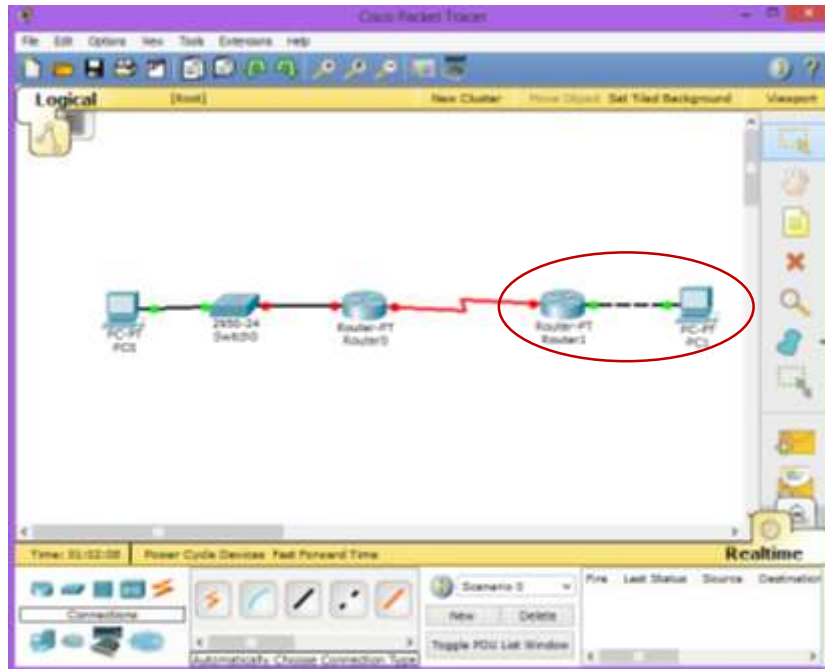 Cisco Packet Tracer
File Edit Options View Tools Extensions Help
Logical [Root] New Cluster Move Object Set Tiled Background Viewport
PC-PT
PC0
2950-24
Switch0
Router-PT
Router0
Router-PT
Router1
PC-PT
PC1
Time: 01:02:08 Power Cycle Devices Fast Forward Time Realtime
Connections
Automatically Choose Connection Type
Scenario 0
New Delete
Toggle PDU List Window
Fire Last Status Source Destination